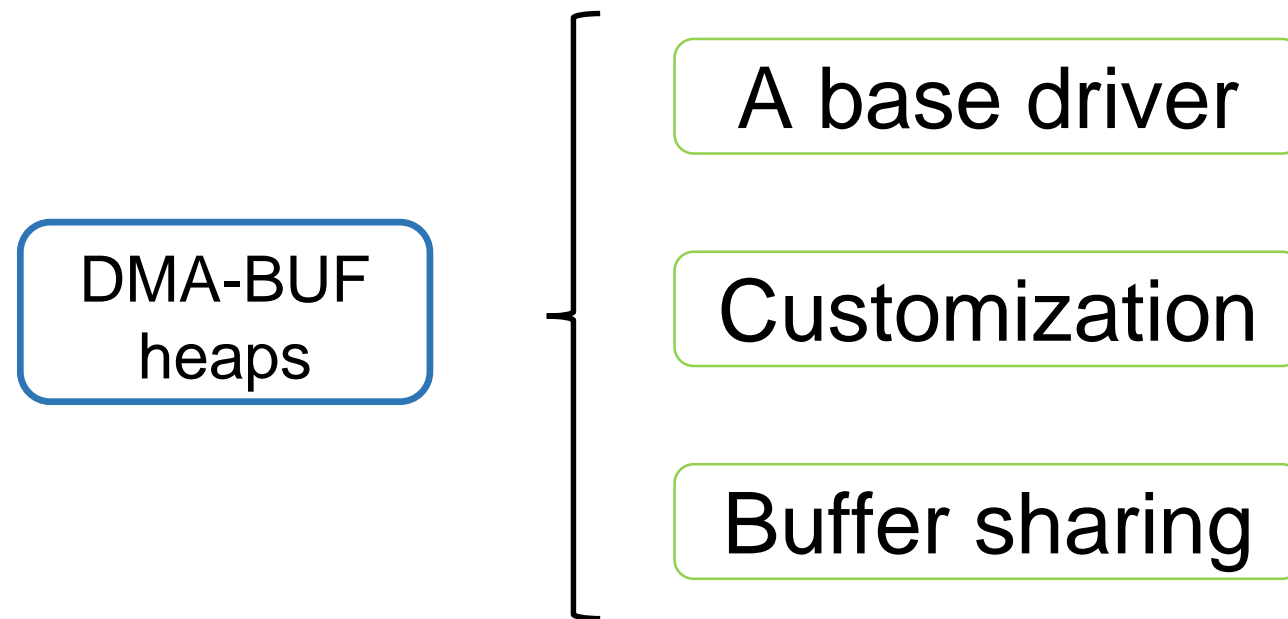 DMA-BUF
heaps
A base driver
Customization
Buffer sharing